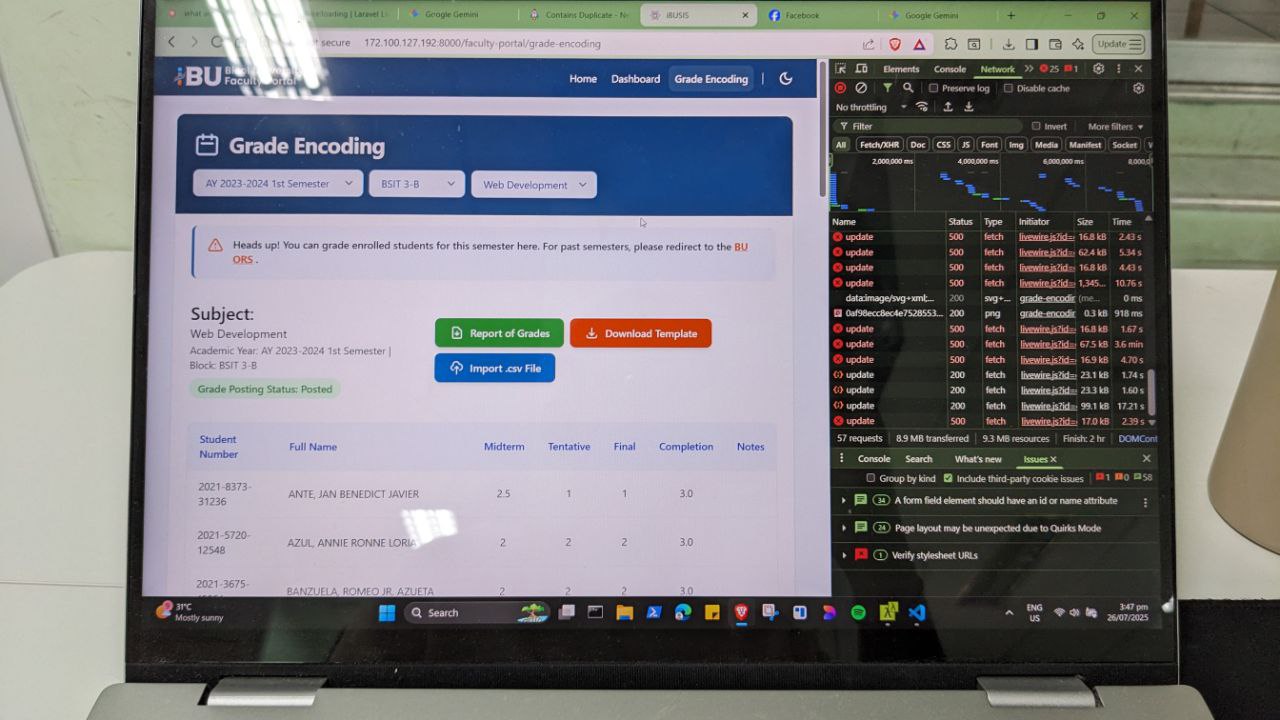 Google Gemini
Contains Duplicate - Ne
iBUSIS
Facebook
Google Gemini
172.100.127.192:8000/faculty-portal/grade-encoding
Update
BU
Home Dashboard Grade Encoding
Grade Encoding
AY 2023-2024 1st Semester
BSIT 3-B
Web Development
Heads up! You can grade enrolled students for this semester here. For past semesters, please redirect to the BU
ORS .
Subject:
Web Development
Academic Year: AY 2023-2024 1st Semester |
Block: BSIT 3-B
Grade Posting Status: Posted
Report of Grades
Download Template
Import .csv File
Student
Number
Full Name Midterm Tentative Final Completion Notes
2021-8373-
31236
ANTE, JAN BENEDICT JAVIER 2.5 1 1 3.0
2021-5720-
12548
AZUL, ANNIE RONNE LORIA 2 2 2 3.0
2021-3675-
BANZUELA, ROMEO JR. AZUETA 2 2 2 3.0
Elements Console Network 25 1
Preserve log Disable cache
No throttling
Filter Invert More filters
All Fetch/XHR Doc CSS JS Font Img Media Manifest Socket
2,000,000 ms 4,000,000 ms 6,000,000 ms 8,000,0
Name Status Type Initiator Size Time
update 500 fetch livewire.js?id= 16.8 kB 2.43 s
update 500 fetch livewire.js?id= 62.4 kB 5.34 s
update 500 fetch livewire.js?id= 16.8 kB 4.43 s
update 500 fetch livewire.js?id= 1,345... 10.76 s
data:image/svg+xml;... 200 svg+... grade-encodir (me... 0 ms
0af98ecc8ec4e7528553... 200 png grade-encodir 0.3 kB 918 ms
update 500 fetch livewire.js?id= 16.8 kB 1.67 s
update 500 fetch livewire.js?id= 67.5 kB 3.6 min
update 500 fetch livewire.js?id= 16.9 kB 4.70 s
update 200 fetch livewire.js?id= 23.1 kB 1.74 s
update 200 fetch livewire.js?id= 23.3 kB 1.60 s
update 200 fetch livewire.js?id= 99.1 kB 17.21 s
update 500 fetch livewire.js?id= 17.0 kB 2.39 s
57 requests 8.9 MB transferred 9.3 MB resources Finish: 2 hr DOMCont
Console Search What's new Issues
Group by kind Include third-party cookie issues 1 0 58
34 A form field element should have an id or name attribute
24 Page layout may be unexpected due to Quirks Mode
1 Verify stylesheet URLs
31°C
Mostly sunny
Search
ENG
US
3:47 pm
26/07/2025